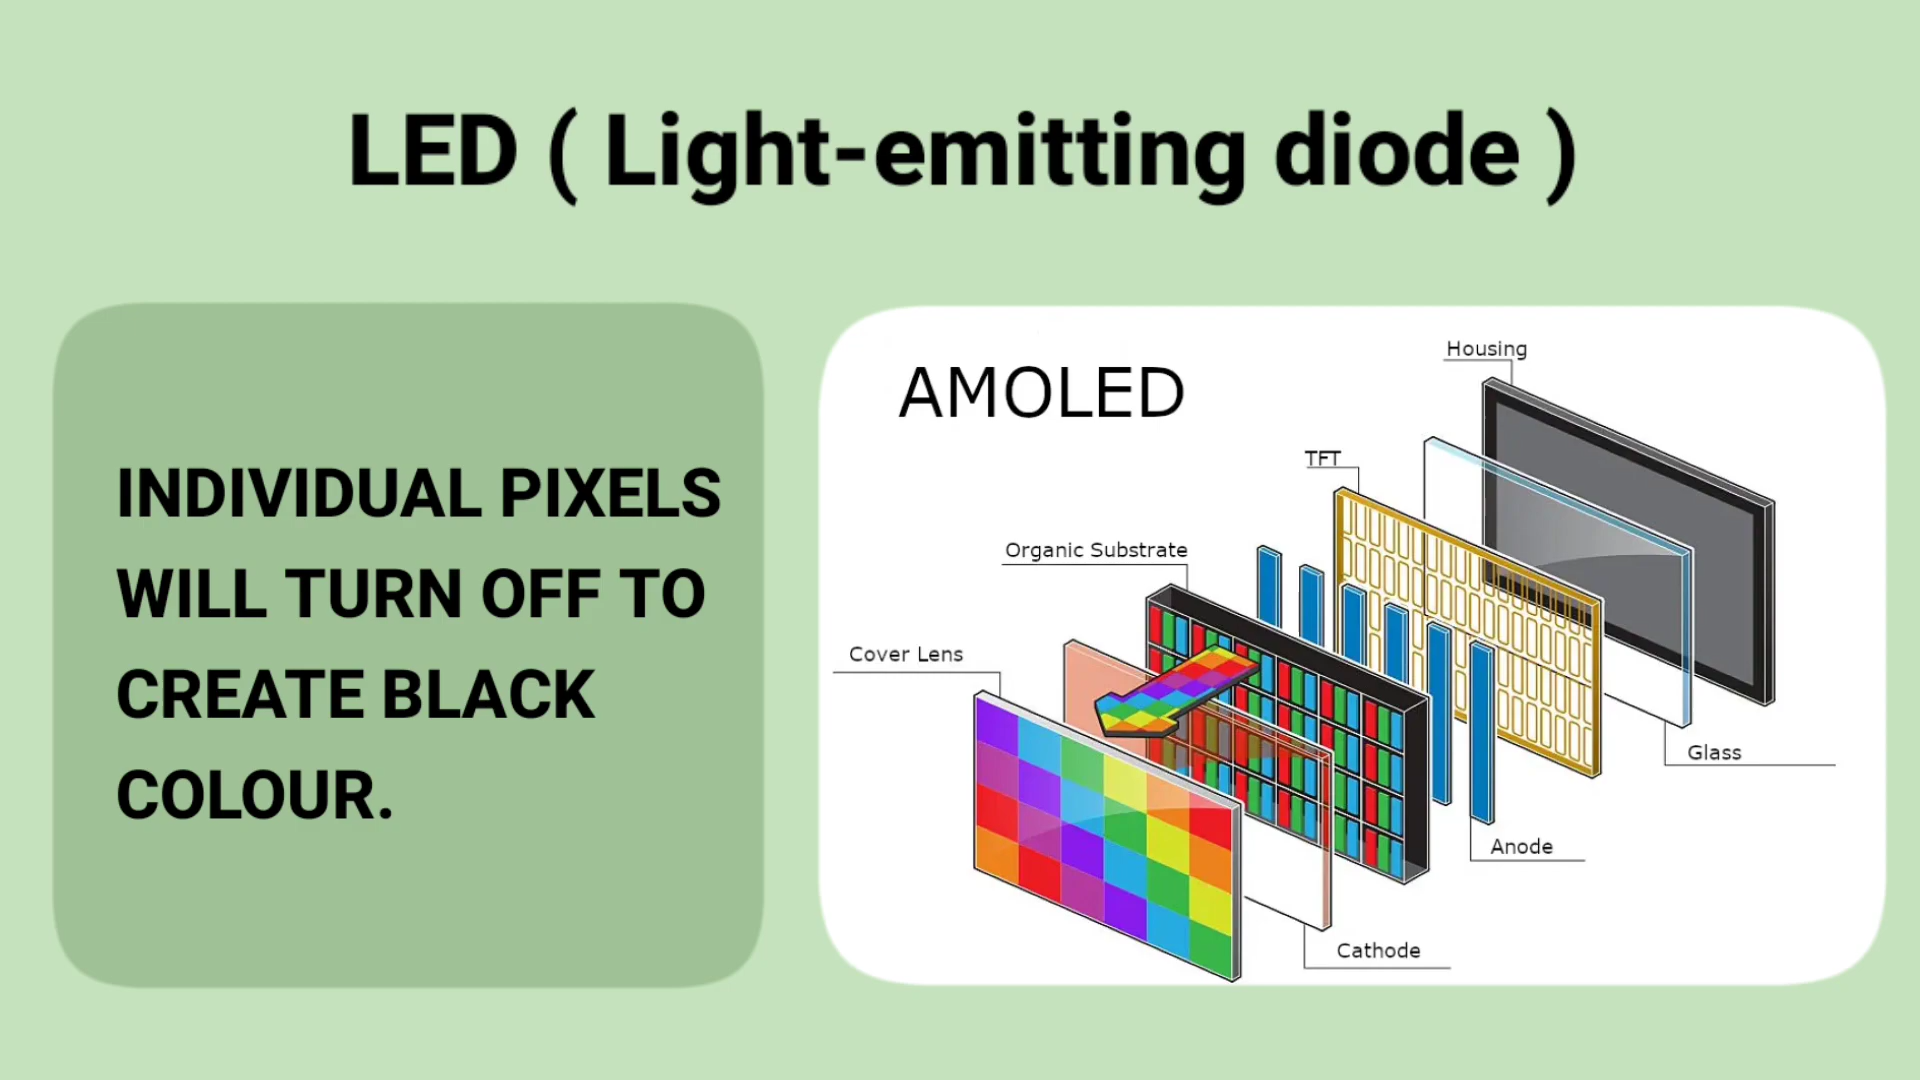 LED ( Light-emitting diode )
INDIVIDUAL PIXELS
WILL TURN OFF TO
CREATE BLACK
COLOUR.
AMOLED
Housing
TFT
Organic Substrate
Cover Lens
Glass
Anode
Cathode